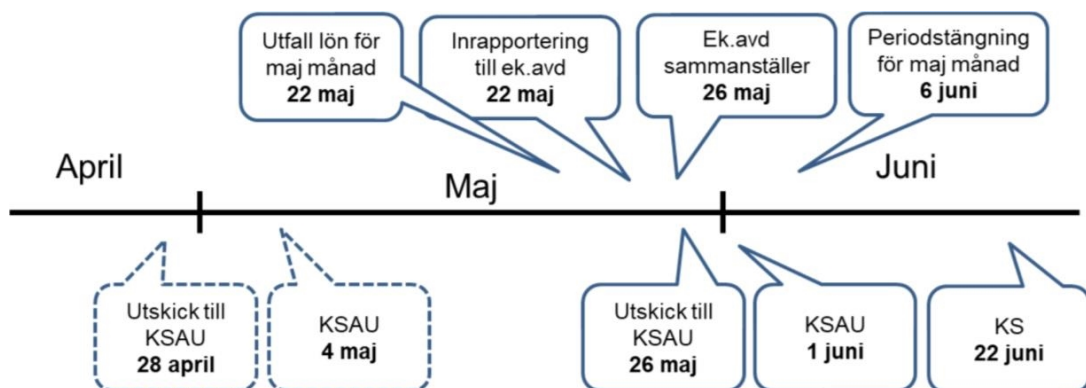 Utfall lön för
maj månad
22 maj
Inrapportering
till ek.avd
22 maj
Ek.avd
sammanställer
26 maj
Periodstängning
för maj månad
6 juni
April
Maj
Juni
Utskick till
KSAU
28 april
KSAU
4 maj
Utskick till
KSAU
26 maj
KSAU
1 juni
KS
22 juni